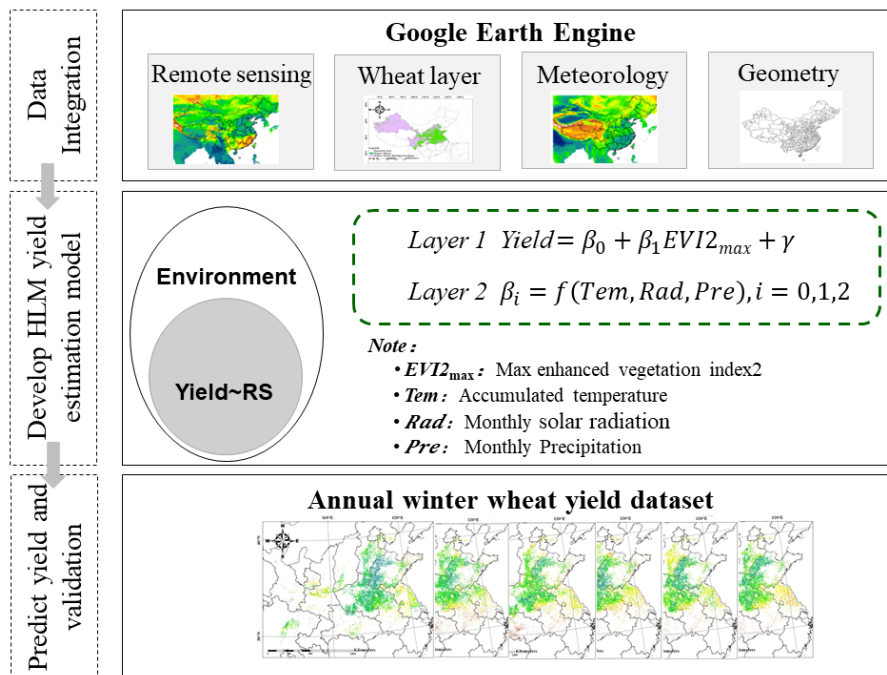 Data
Integration
Google Earth Engine
Remote sensing
Wheat layer
Meteorology
Geometry
Develop HLM yield
estimation model
Environment
Yield~RS
Layer 1 Yield = β₀ + β₁EVI2ₘₐₓ + γ
Layer 2 βᵢ = f(Tem, Rad, Pre), i = 0,1,2
Note：
• EVI2ₘₐₓ： Max enhanced vegetation index2
• Tem： Accumulated temperature
• Rad： Monthly solar radiation
• Pre： Monthly Precipitation
Predict yield and
validation
Annual winter wheat yield dataset